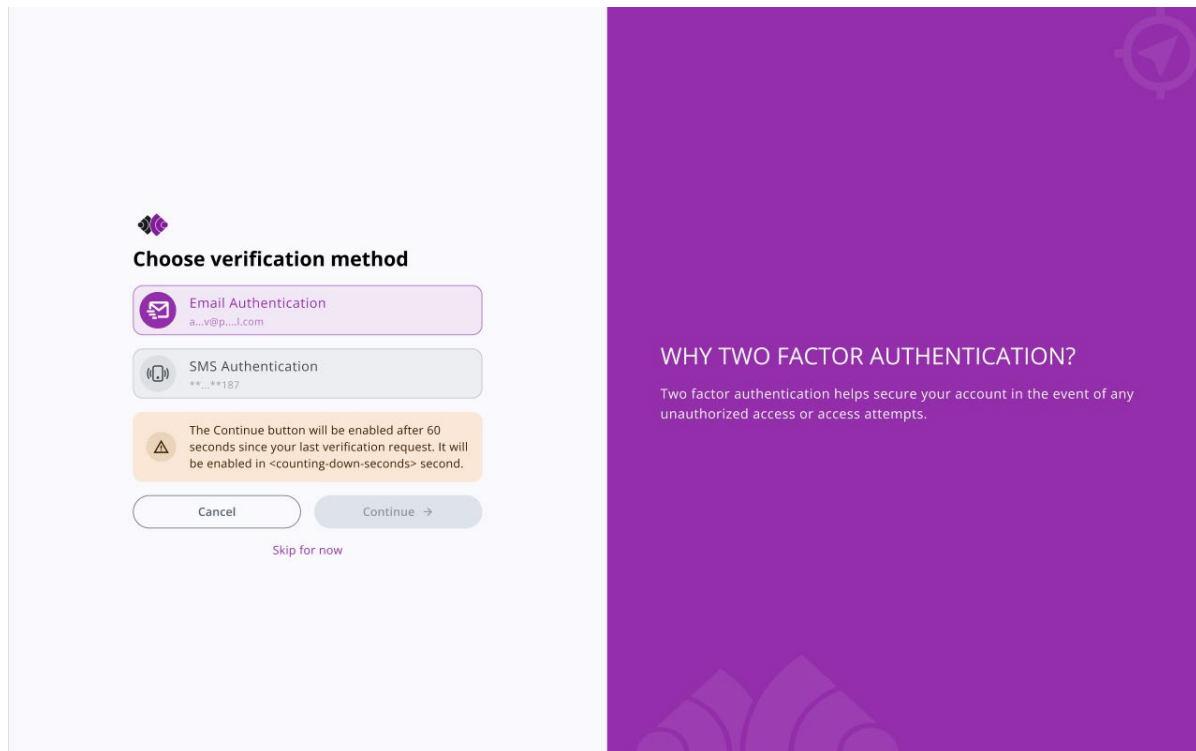 Choose verification method
Email Authentication
a...v@p....l.com
SMS Authentication
**...**187
The Continue button will be enabled after 60
seconds since your last verification request. It will
be enabled in <counting-down-seconds> second.
Cancel
Continue →
Skip for now
WHY TWO FACTOR AUTHENTICATION?
Two factor authentication helps secure your account in the event of any
unauthorized access or access attempts.